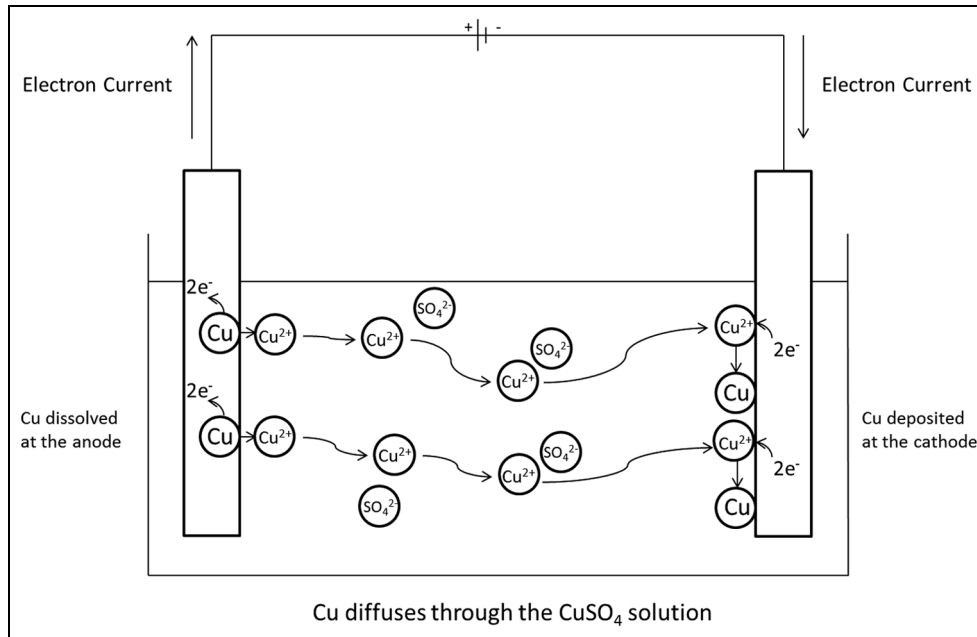 + -
Electron Current
Electron Current
2e⁻
SO₄²⁻
Cu
Cu²⁺
Cu²⁺
SO₄²⁻
Cu²⁺
Cu²⁺
2e⁻
Cu
2e⁻
Cu dissolved
at the anode
Cu
Cu²⁺
Cu²⁺
SO₄²⁻
Cu²⁺
SO₄²⁻
Cu²⁺
2e⁻
Cu
Cu deposited
at the cathode
Cu diffuses through the CuSO₄ solution